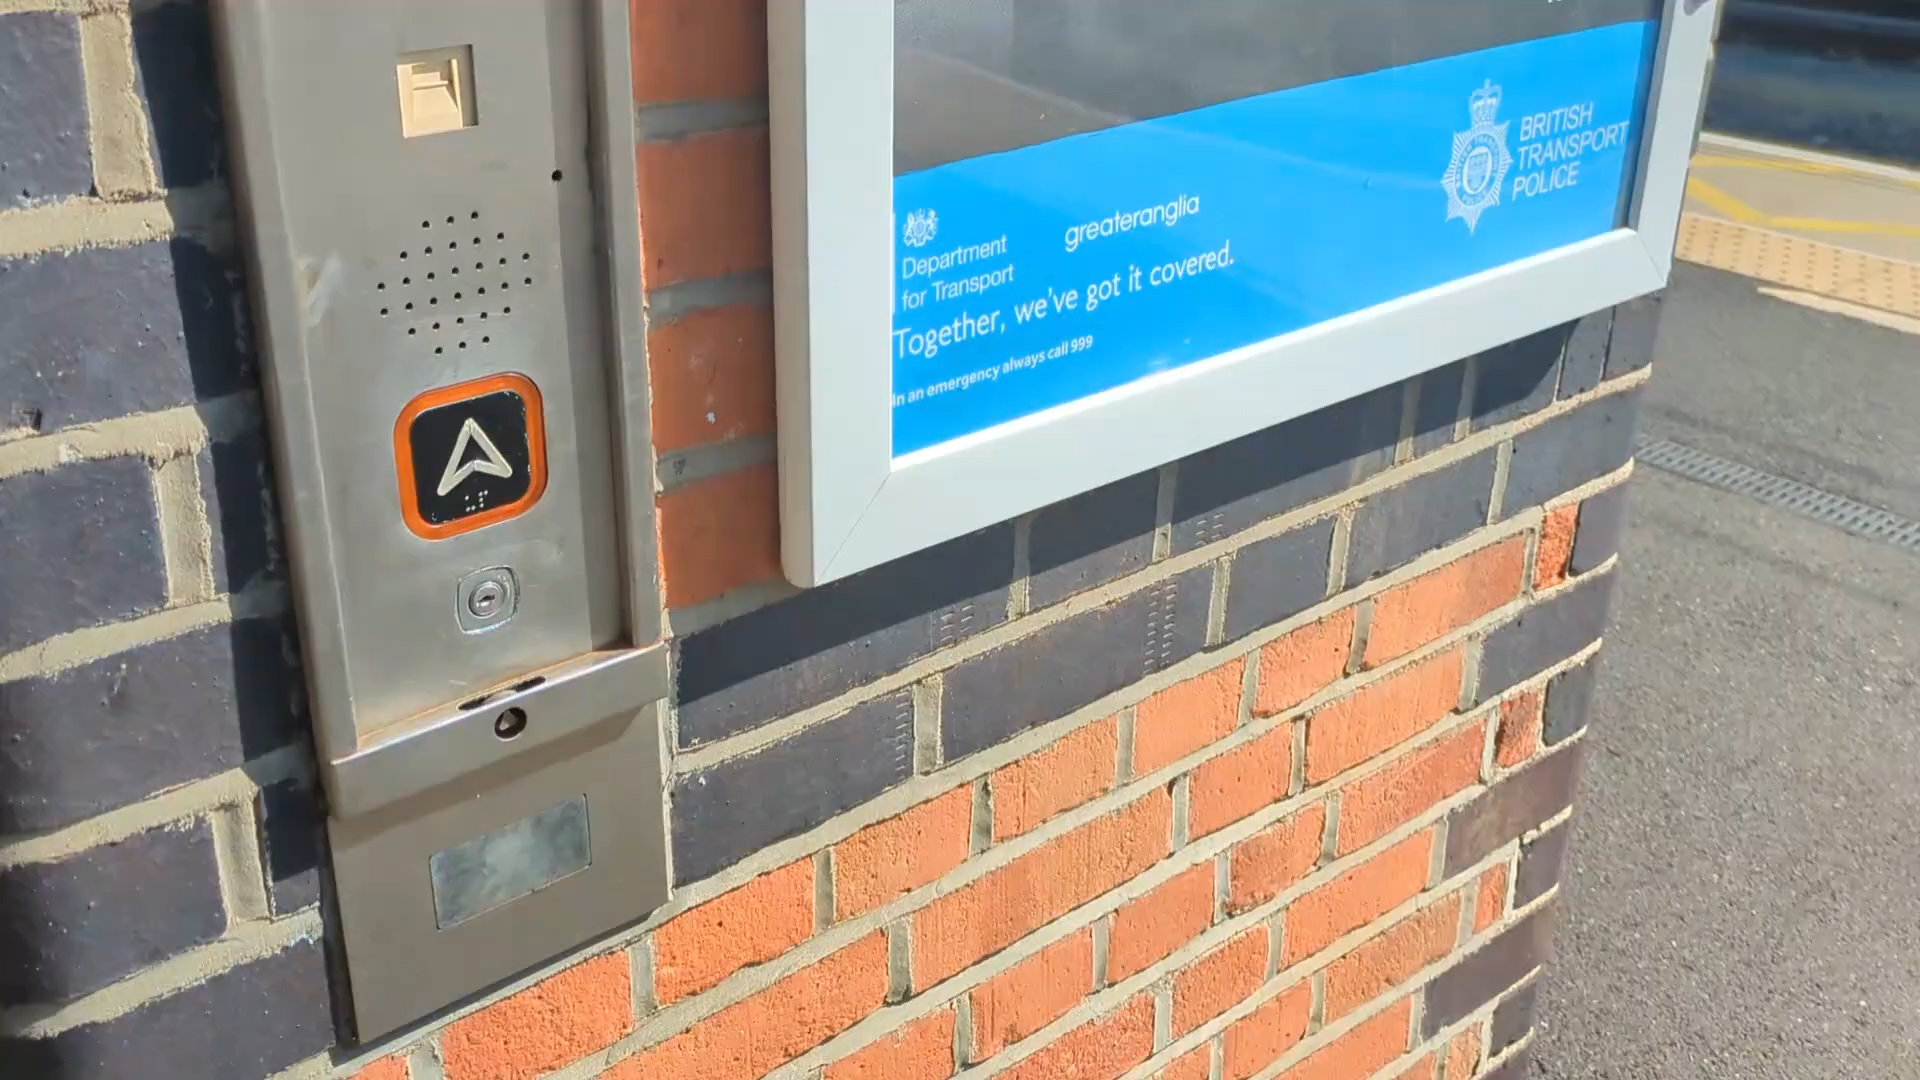 BRITISH
TRANSPORT
POLICE
Department
for Transport
greateranglia
Together, we've got it covered.
In an emergency always call 999